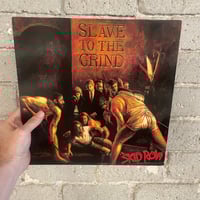 SLAVE
TO THE
GRIND
SKID ROW